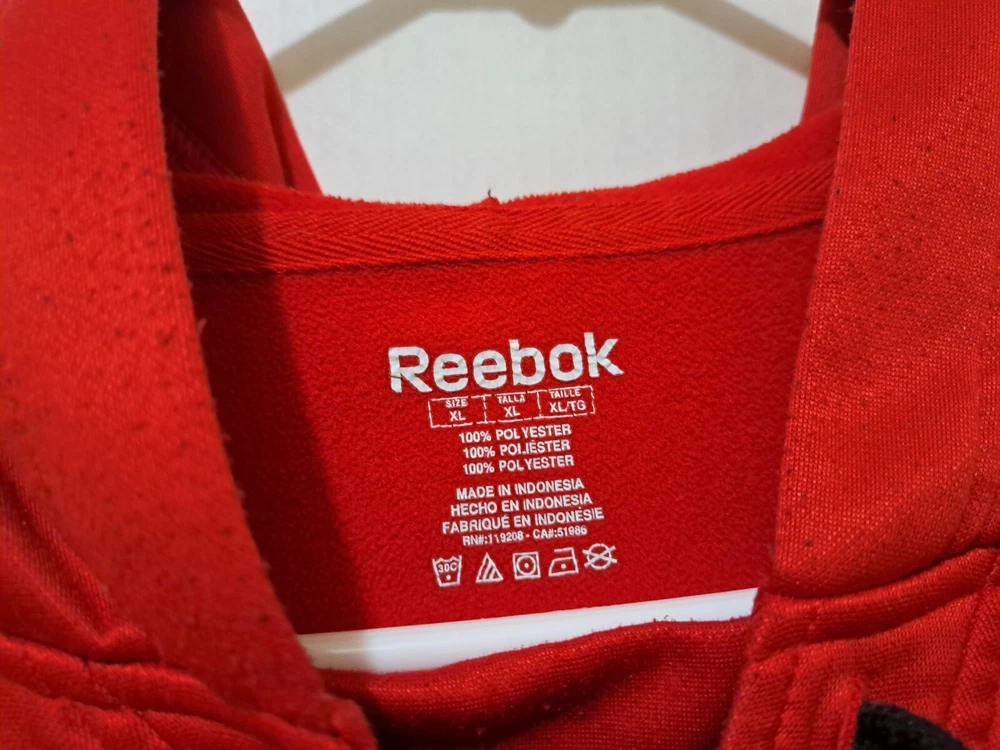 Reebok
SIZE TALLA TAILLE
XL XL XL/TG
100% POLYESTER
100% POLIÉSTER
100% POLYESTER
MADE IN INDONESIA
HECHO EN INDONESIA
FABRIQUÉ EN INDONÉSIE
RN#:119208 - CA#:51986
30C